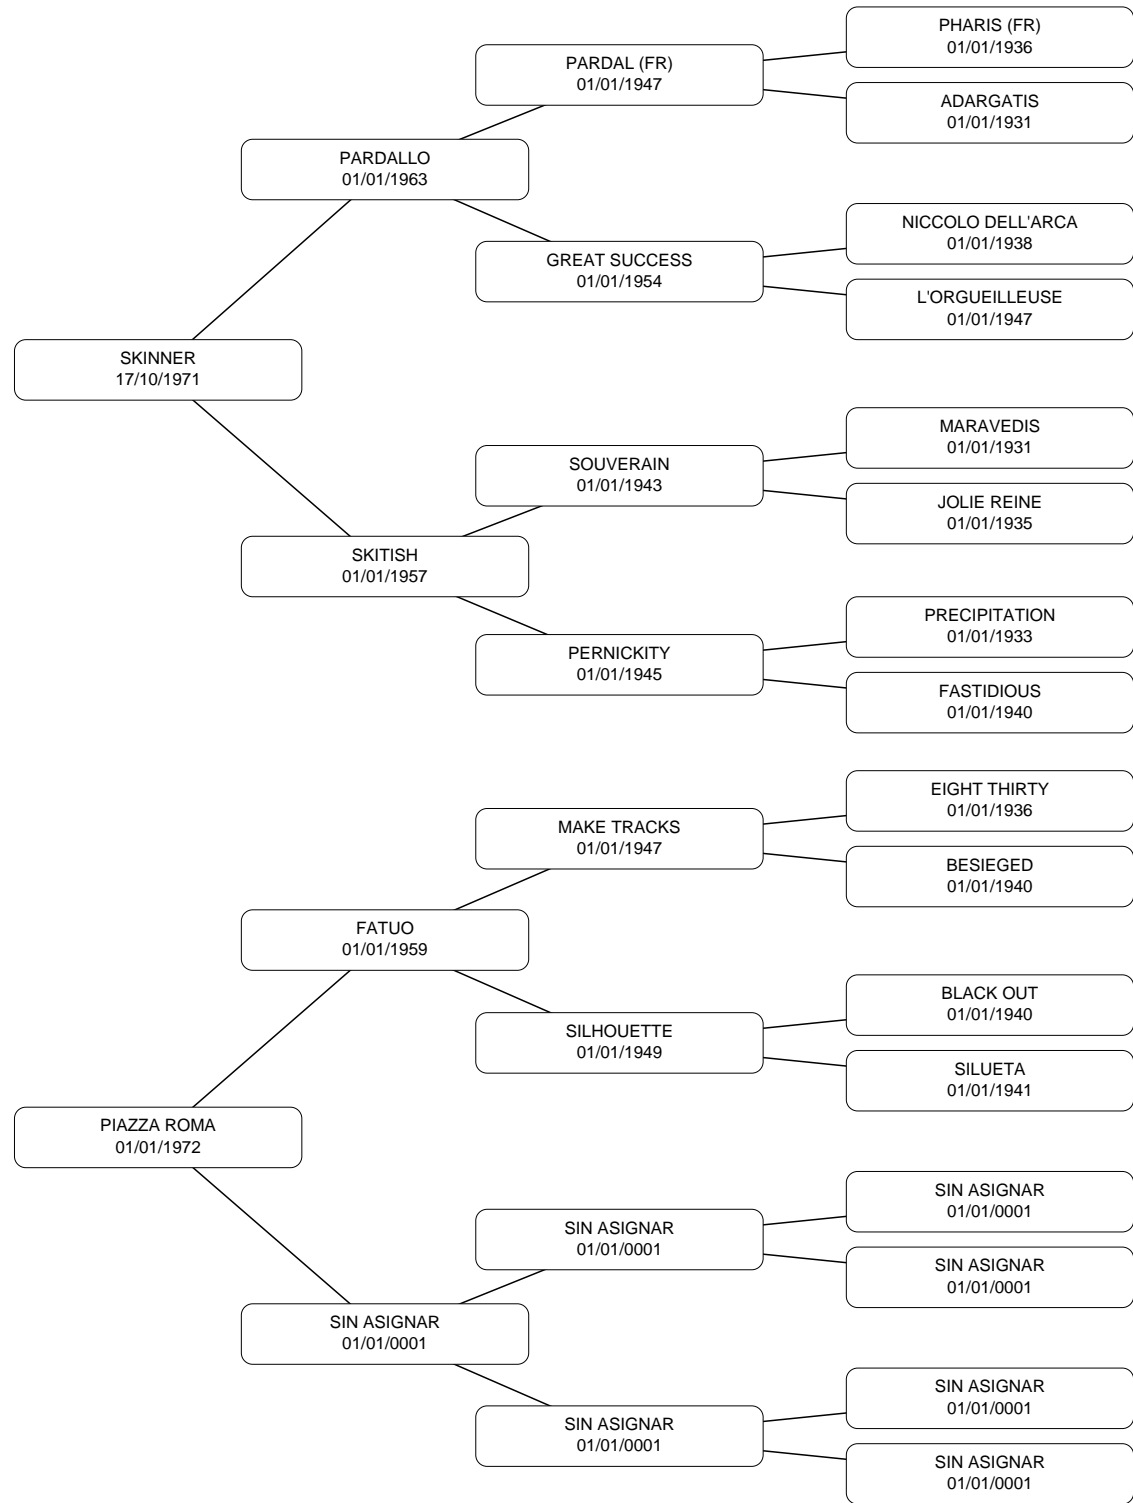 PHARIS (FR)
01/01/1936
PARDAL (FR)
01/01/1947
ADARGATIS
01/01/1931
PARDALLO
01/01/1963
NICCOLO DELL'ARCA
01/01/1938
GREAT SUCCESS
01/01/1954
L'ORGUEILLEUSE
01/01/1947
SKINNER
17/10/1971
MARAVEDIS
01/01/1931
SOUVERAIN
01/01/1943
JOLIE REINE
01/01/1935
SKITISH
01/01/1957
PRECIPITATION
01/01/1933
PERNICKITY
01/01/1945
FASTIDIOUS
01/01/1940
EIGHT THIRTY
01/01/1936
MAKE TRACKS
01/01/1947
BESIEGED
01/01/1940
FATUO
01/01/1959
BLACK OUT
01/01/1940
SILHOUETTE
01/01/1949
SILUETA
01/01/1941
PIAZZA ROMA
01/01/1972
SIN ASIGNAR
01/01/0001
SIN ASIGNAR
01/01/0001
SIN ASIGNAR
01/01/0001
SIN ASIGNAR
01/01/0001
SIN ASIGNAR
01/01/0001
SIN ASIGNAR
01/01/0001
SIN ASIGNAR
01/01/0001